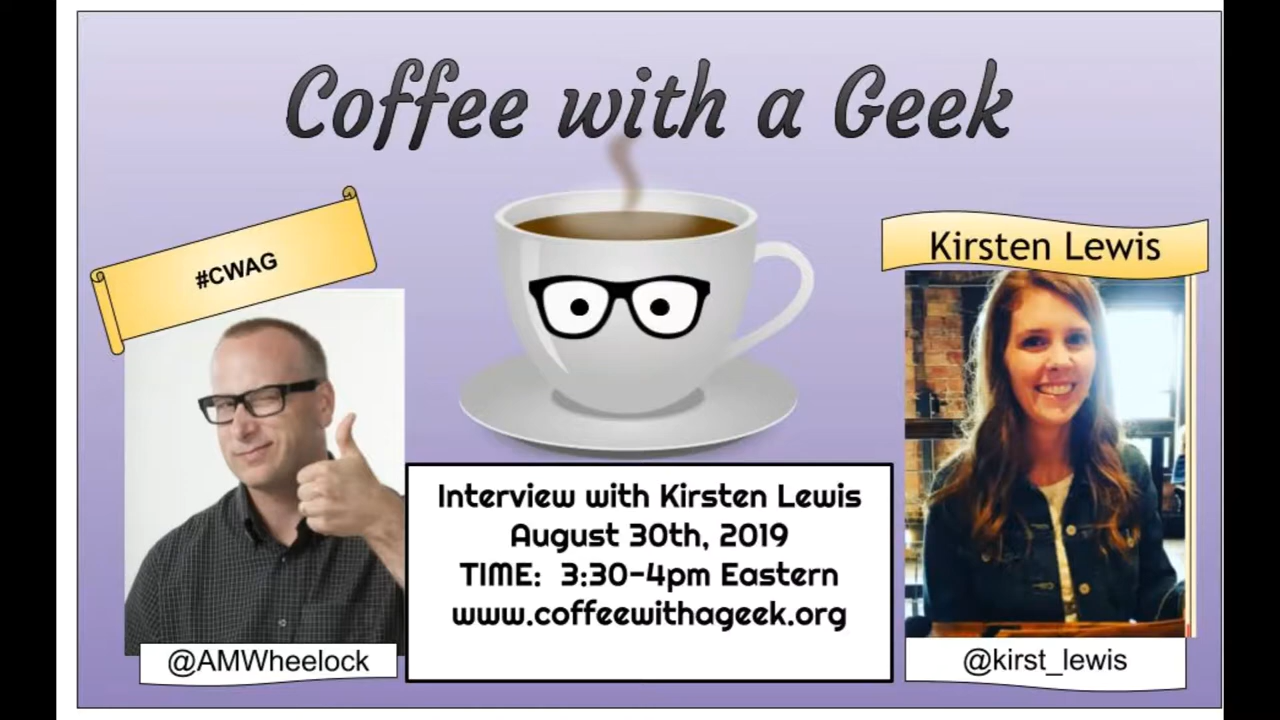 Coffee with a Geek
#CWAG
Kirsten Lewis
Interview with Kirsten Lewis
August 30th, 2019
TIME: 3:30-4pm Eastern
www.coffeewithageek.org
@AMWheelock
@kirst_lewis